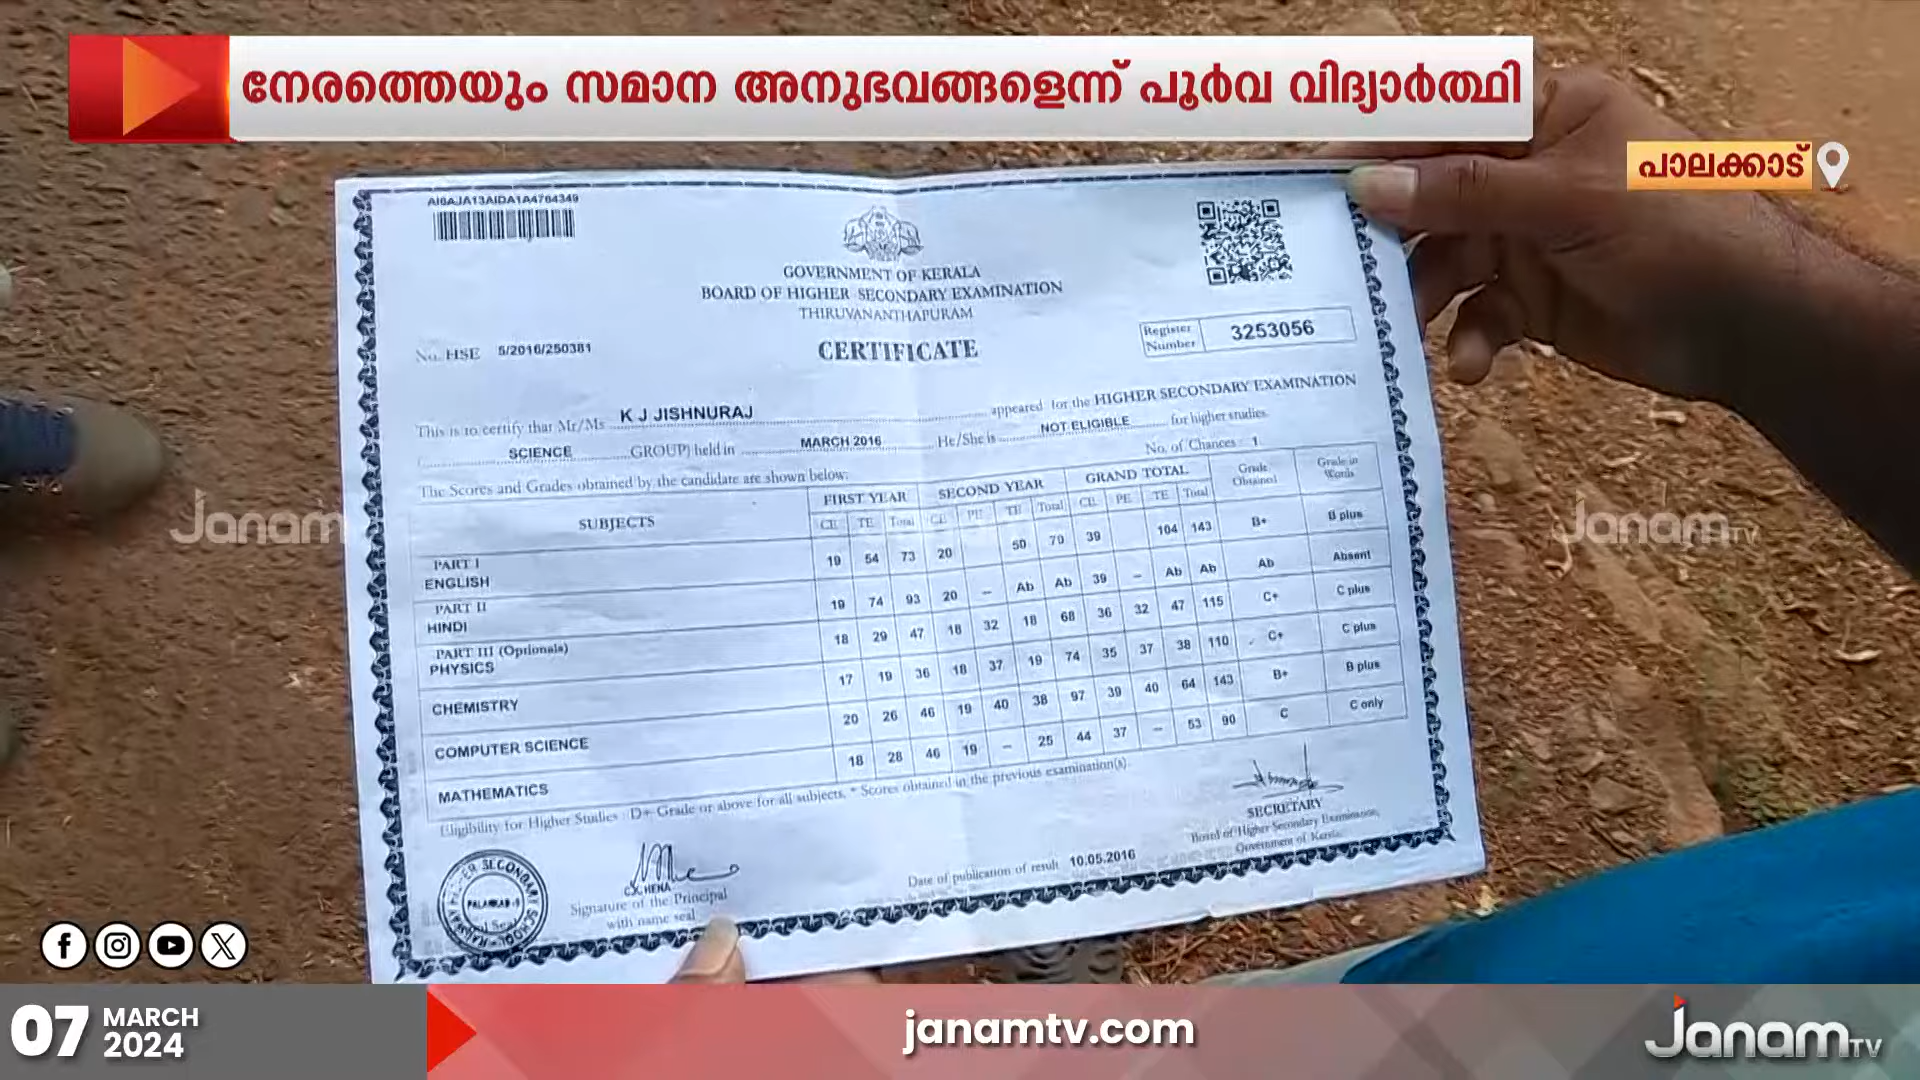 നേരത്തെയും സമാന അനുഭവങ്ങളെന്ന് പൂർവ വിദ്യാർത്ഥി
പാലക്കാട്
AI6AJA13AIDA1A4764349
GOVERNMENT OF KERALA
BOARD OF HIGHER SECONDARY EXAMINATION
THIRUVANANTHAPURAM
No. HSE 5/2016/250381
CERTIFICATE
Register Number 3253056
This is to certify that Mr/Ms K J JISHNURAJ appeared for the HIGHER SECONDARY EXAMINATION
( SCIENCE GROUP) held in MARCH 2016 He/She is NOT ELIGIBLE for higher studies.
The Scores and Grades obtained by the candidate are shown below: No. of Chances : 1
SUBJECTS FIRST YEAR SECOND YEAR GRAND TOTAL Grade Obtained Grade in Words
CE TE Total CE PE TE Total CE PE TE Total
PART I
ENGLISH 19 54 73 20 50 70 39 104 143 B+ B plus
PART II
HINDI 19 74 93 20 – Ab Ab 39 – Ab Ab Ab Absent
PART III (Optionals)
PHYSICS 18 29 47 18 32 18 68 36 32 47 115 C+ C plus
CHEMISTRY 17 19 36 18 37 19 74 35 37 38 110 C+ C plus
COMPUTER SCIENCE 20 26 46 19 40 38 97 39 40 64 143 B+ B plus
MATHEMATICS 18 28 46 19 – 25 44 37 – 53 90 C C only
Eligibility for Higher Studies : D+ Grade or above for all subjects. * Scores obtained in the previous examination(s).
SECRETARY
Board of Higher Secondary Examination,
Government of Kerala
HENA
Signature of the Principal
with name seal
Date of publication of result 10.05.2016
HIGHER SECONDARY SCHOOL
PALAKKAD-9
Janam
Janam TV
07 MARCH 2024
janamtv.com
Janam TV